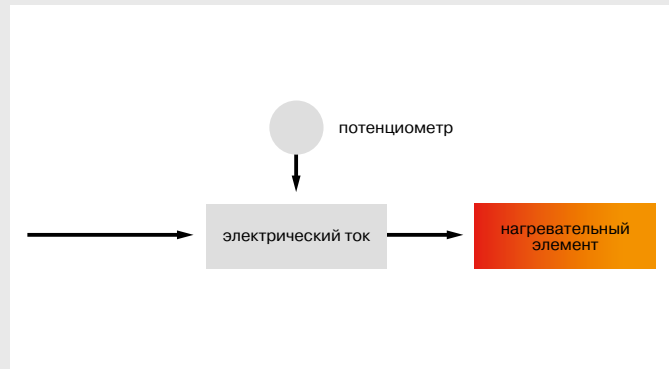 потенциометр
электрический ток
нагревательный
элемент